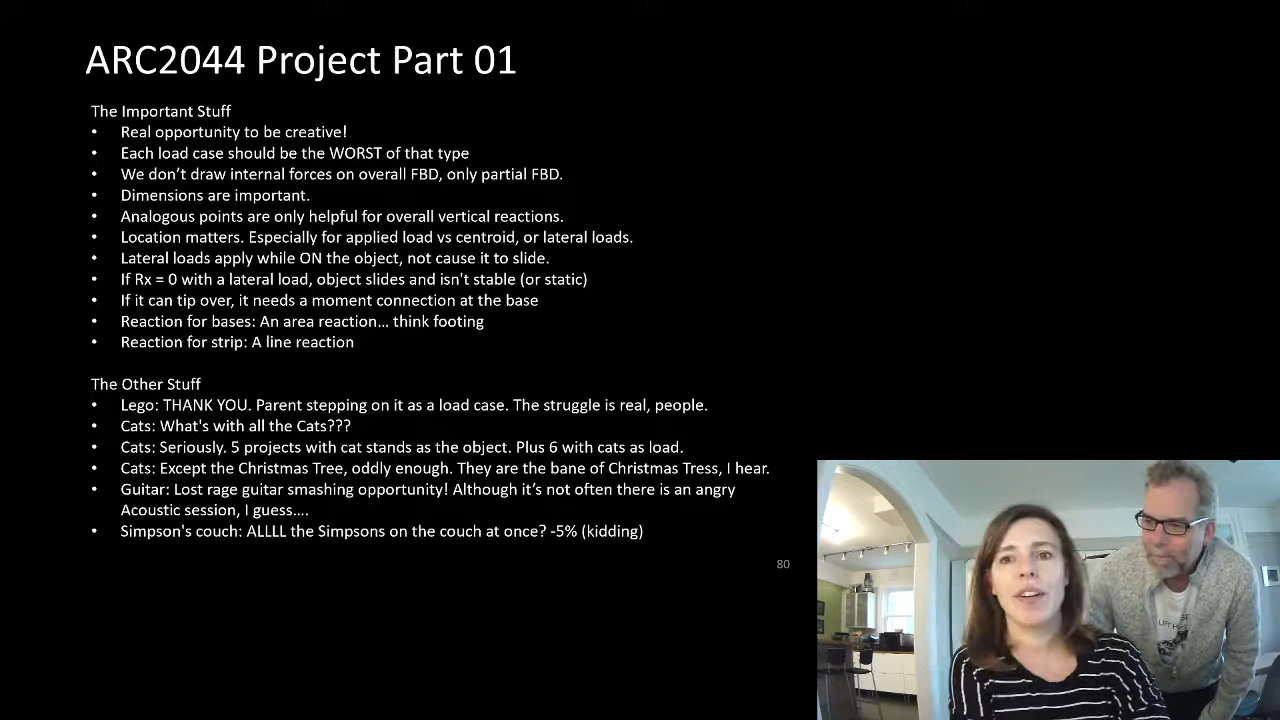 ARC2044 Project Part 01
The Important Stuff
• Real opportunity to be creative!
• Each load case should be the WORST of that type
• We don’t draw internal forces on overall FBD, only partial FBD.
• Dimensions are important.
• Analogous points are only helpful for overall vertical reactions.
• Location matters. Especially for applied load vs centroid, or lateral loads.
• Lateral loads apply while ON the object, not cause it to slide.
• If Rx = 0 with a lateral load, object slides and isn't stable (or static)
• If it can tip over, it needs a moment connection at the base
• Reaction for bases: An area reaction… think footing
• Reaction for strip: A line reaction
The Other Stuff
• Lego: THANK YOU. Parent stepping on it as a load case. The struggle is real, people.
• Cats: What's with all the Cats???
• Cats: Seriously. 5 projects with cat stands as the object. Plus 6 with cats as load.
• Cats: Except the Christmas Tree, oddly enough. They are the bane of Christmas Tress, I hear.
• Guitar: Lost rage guitar smashing opportunity! Although it’s not often there is an angry
Acoustic session, I guess….
• Simpson's couch: ALLLL the Simpsons on the couch at once? -5% (kidding)
80